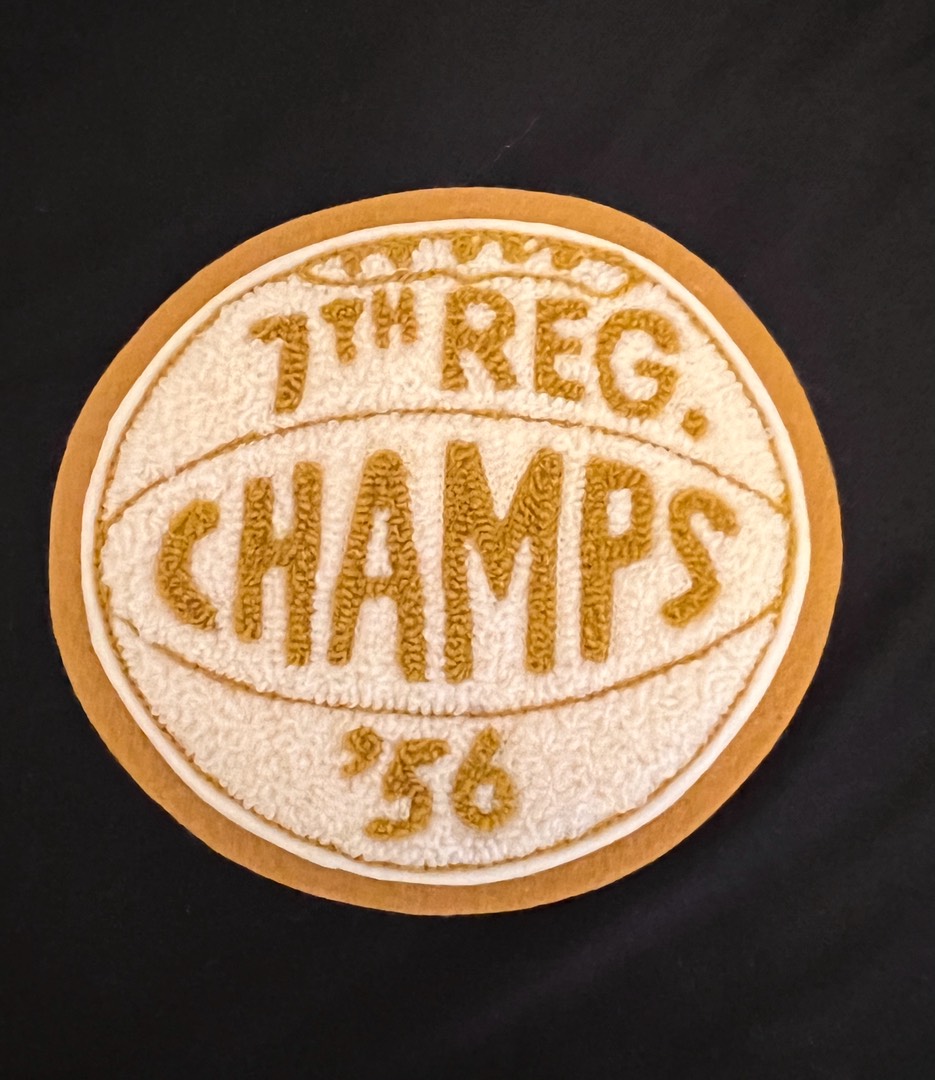 7TH REG.
CHAMPS
'56